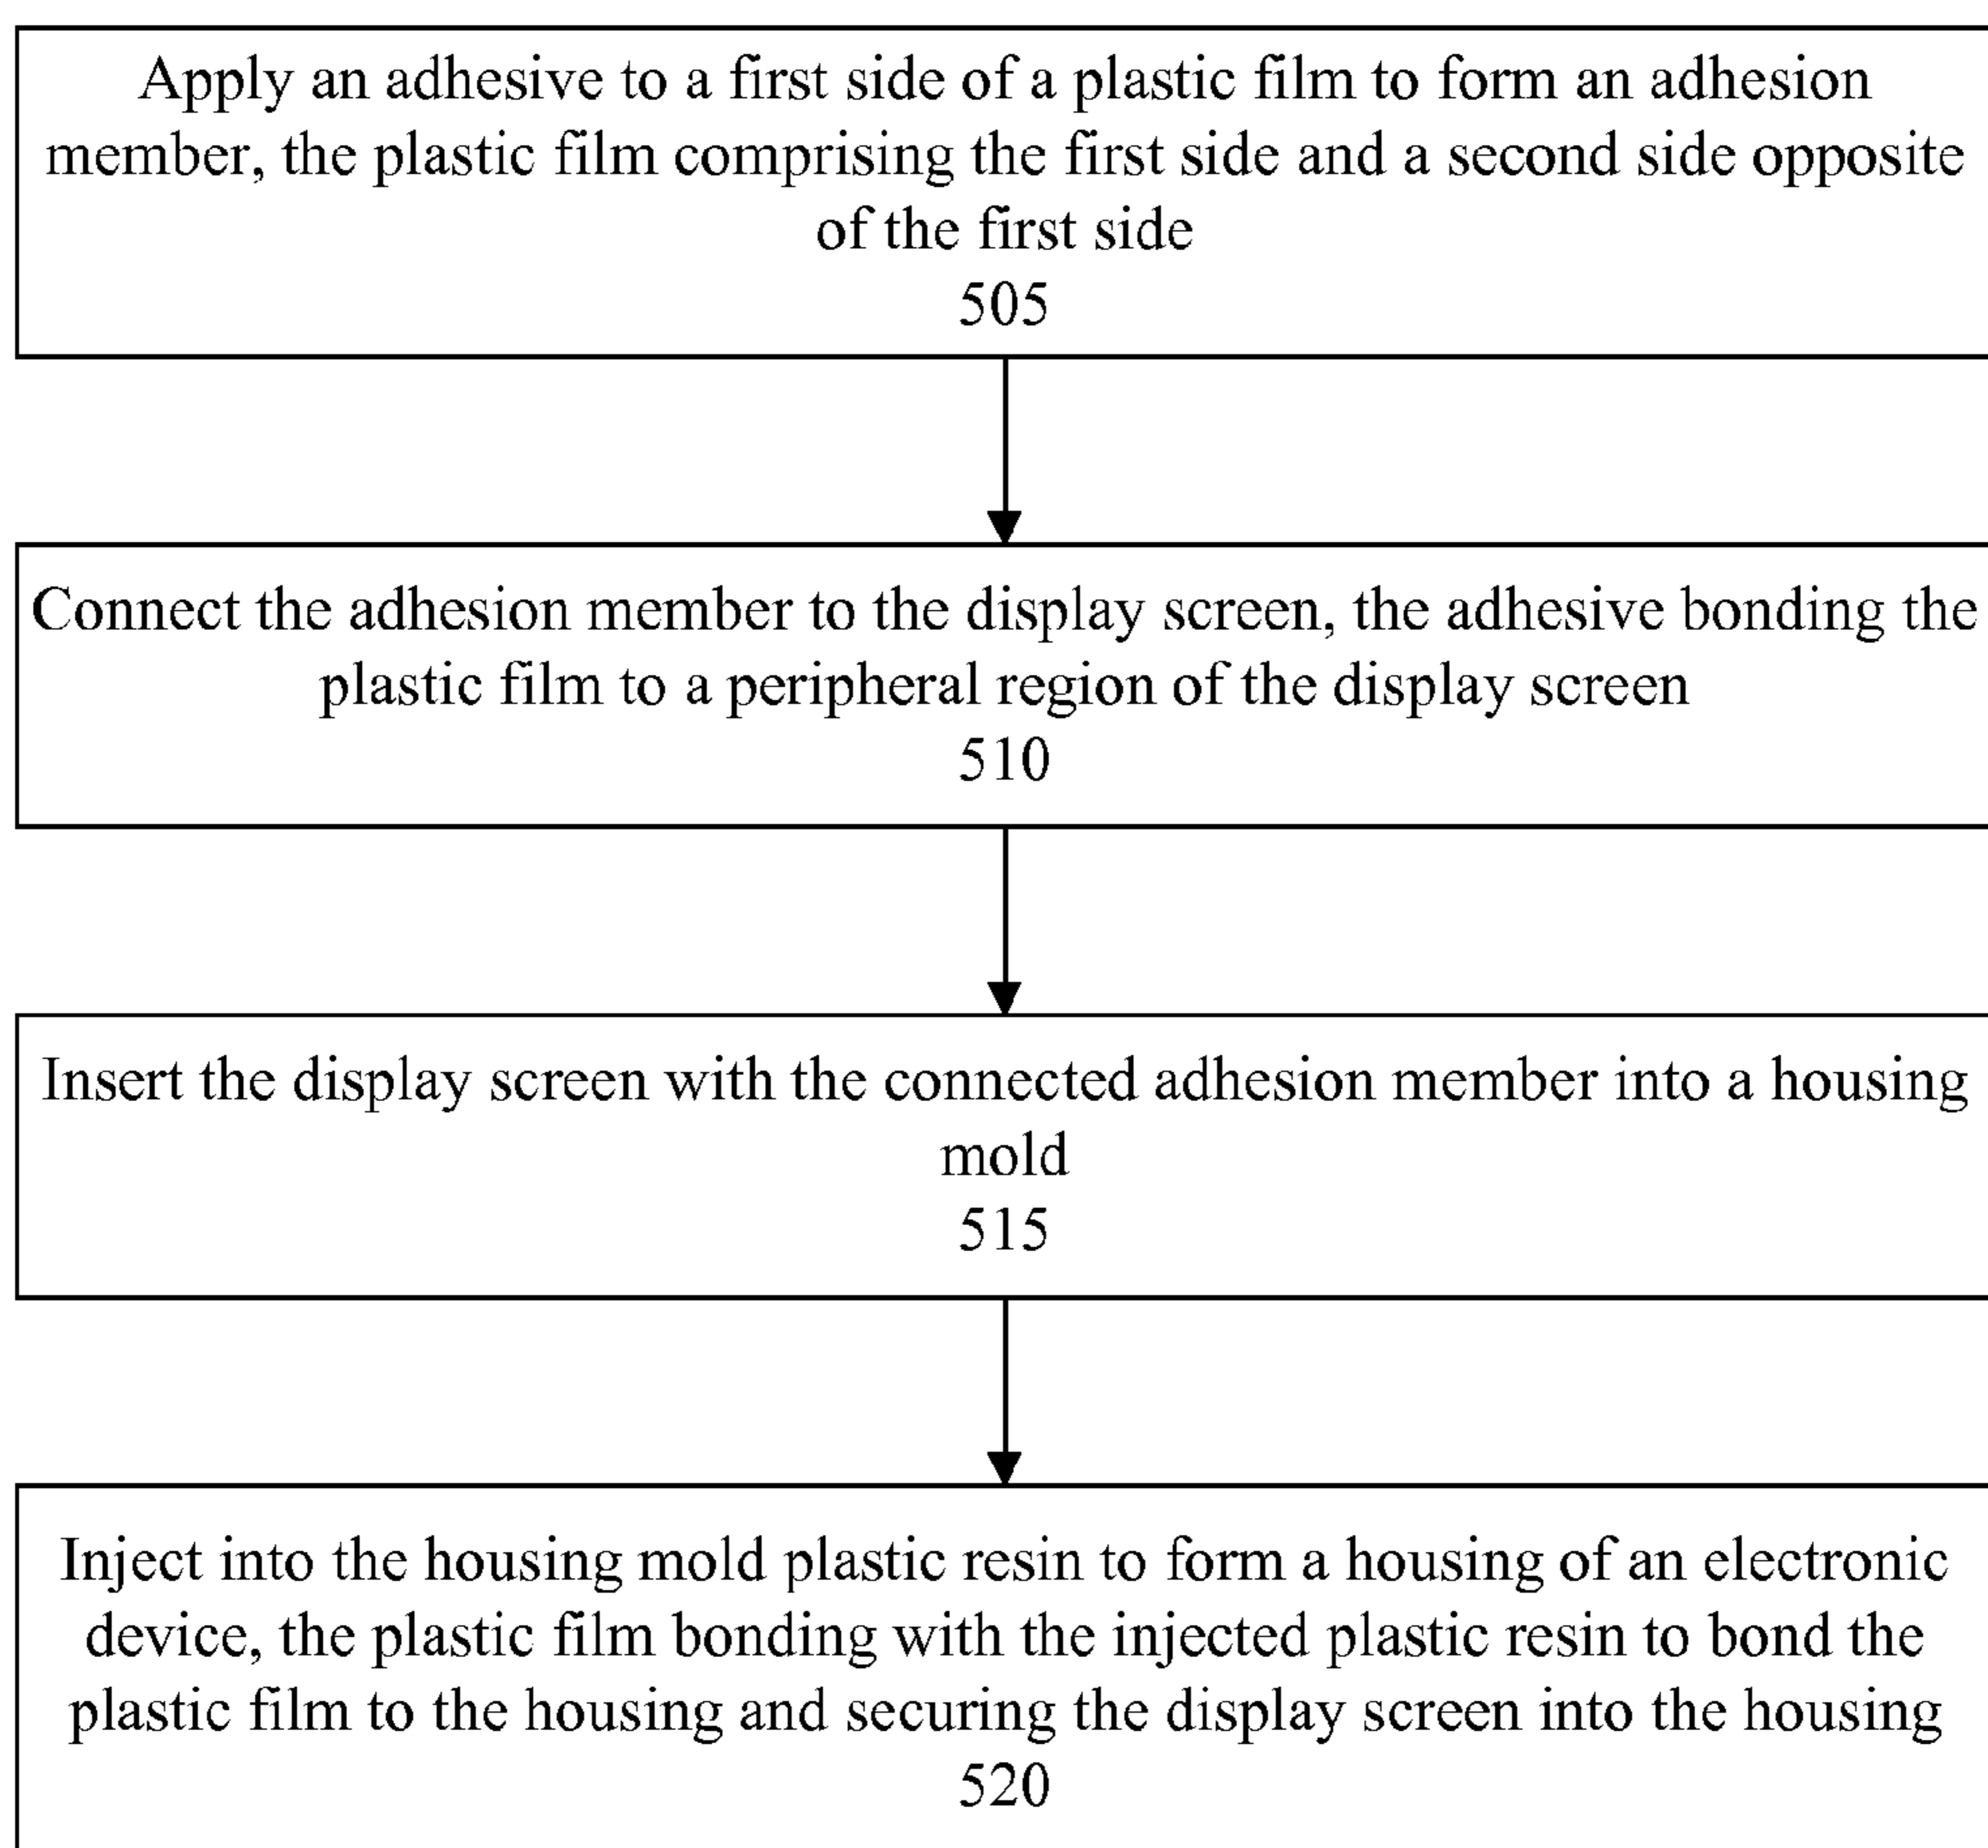 Apply an adhesive to a first side of a plastic film to form an adhesion
member, the plastic film comprising the first side and a second side opposite
of the first side
505
Connect the adhesion member to the display screen, the adhesive bonding the
plastic film to a peripheral region of the display screen
510
Insert the display screen with the connected adhesion member into a housing
mold
515
Inject into the housing mold plastic resin to form a housing of an electronic
device, the plastic film bonding with the injected plastic resin to bond the
plastic film to the housing and securing the display screen into the housing
520